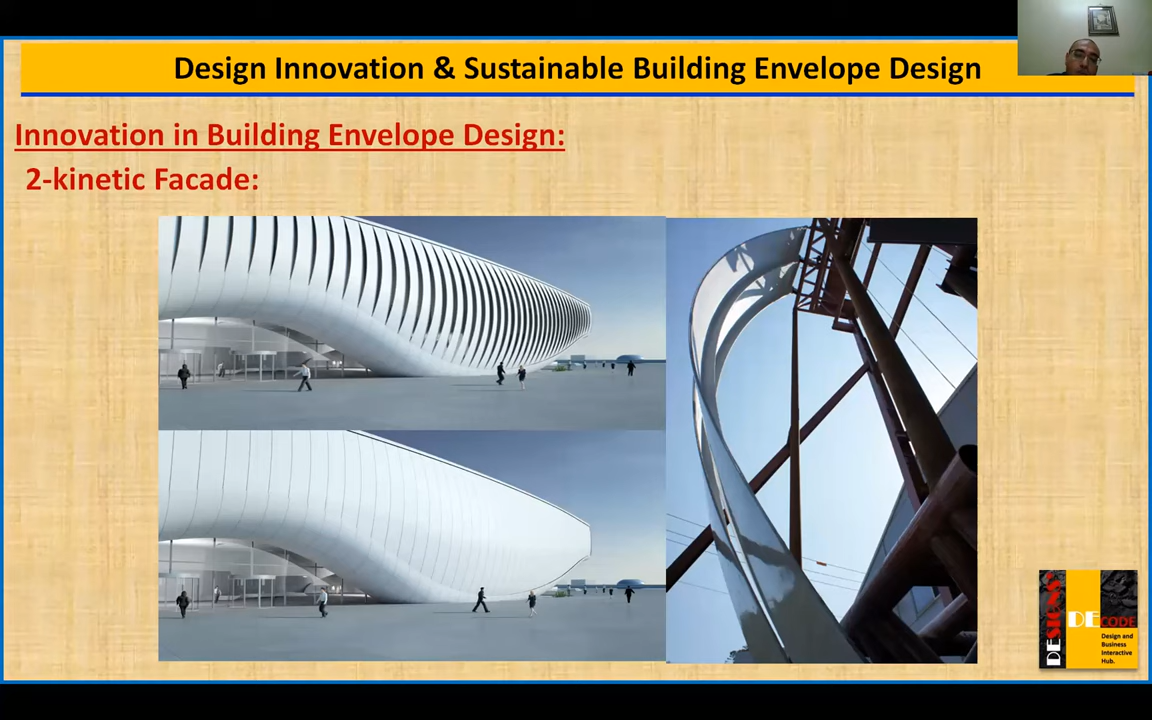 Design Innovation & Sustainable Building Envelope Design
Innovation in Building Envelope Design:
2-kinetic Facade:
DESIGNS
DECODE
Design and
Business
Interactive
Hub.